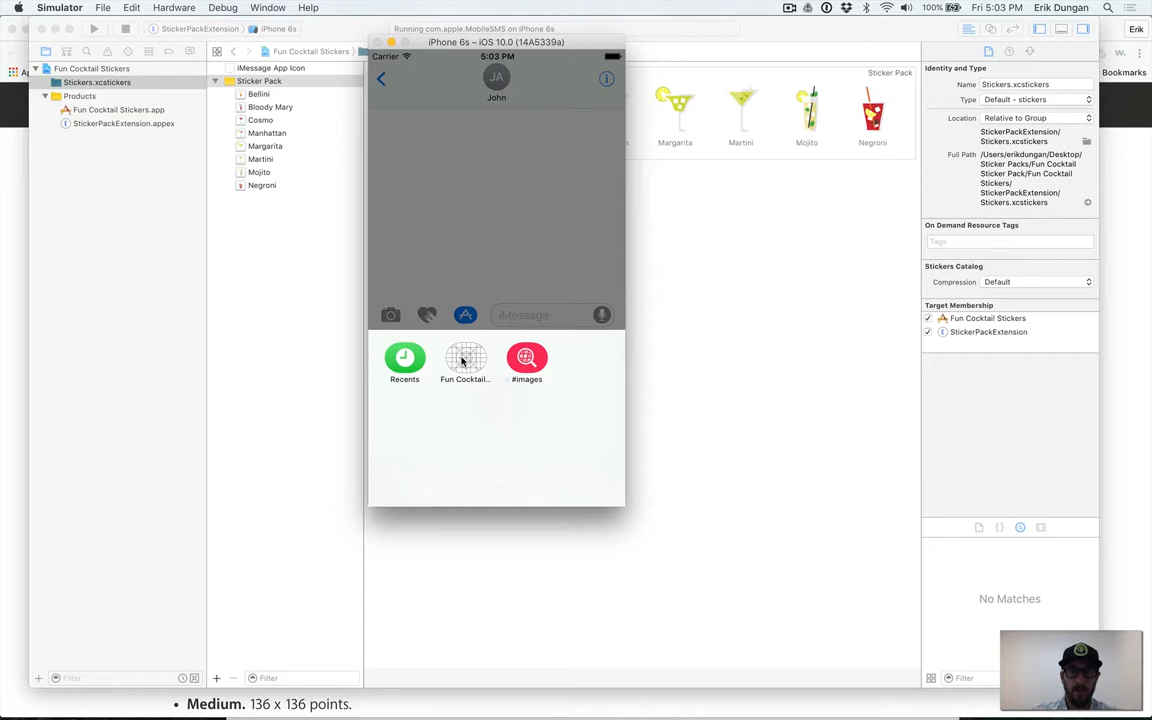 Simulator File Edit Hardware Debug Window Help 100% Fri 5:03 PM Erik Dungan
StickerPackExtension iPhone 6s Running com.apple.MobileSMS on iPhone 6s
iPhone 6s – iOS 10.0 (14A5339a)
Fun Cocktail Stickers
Erik
Bookmarks
Fun Cocktail Stickers
Stickers.xcstickers
Products
Fun Cocktail Stickers.app
StickerPackExtension.appex
iMessage App Icon
Sticker Pack
Bellini
Bloody Mary
Cosmo
Manhattan
Margarita
Martini
Mojito
Negroni
Carrier 5:03 PM
JA
John
iMessage
Recents
Fun Cocktail...
#images
Sticker Pack
Margarita Martini Mojito Negroni
Identity and Type
Name Stickers.xcstickers
Type Default - stickers
Location Relative to Group
StickerPackExtension/
Stickers.xcstickers
Full Path /Users/erikdungan/Desktop/
Sticker Packs/Fun Cocktail
Sticker Pack/Fun Cocktail
Stickers/
StickerPackExtension/
Stickers.xcstickers
On Demand Resource Tags
Tags
Stickers Catalog
Compression Default
Target Membership
Fun Cocktail Stickers
StickerPackExtension
No Matches
Filter
Filter
Filter
• Medium. 136 x 136 points.